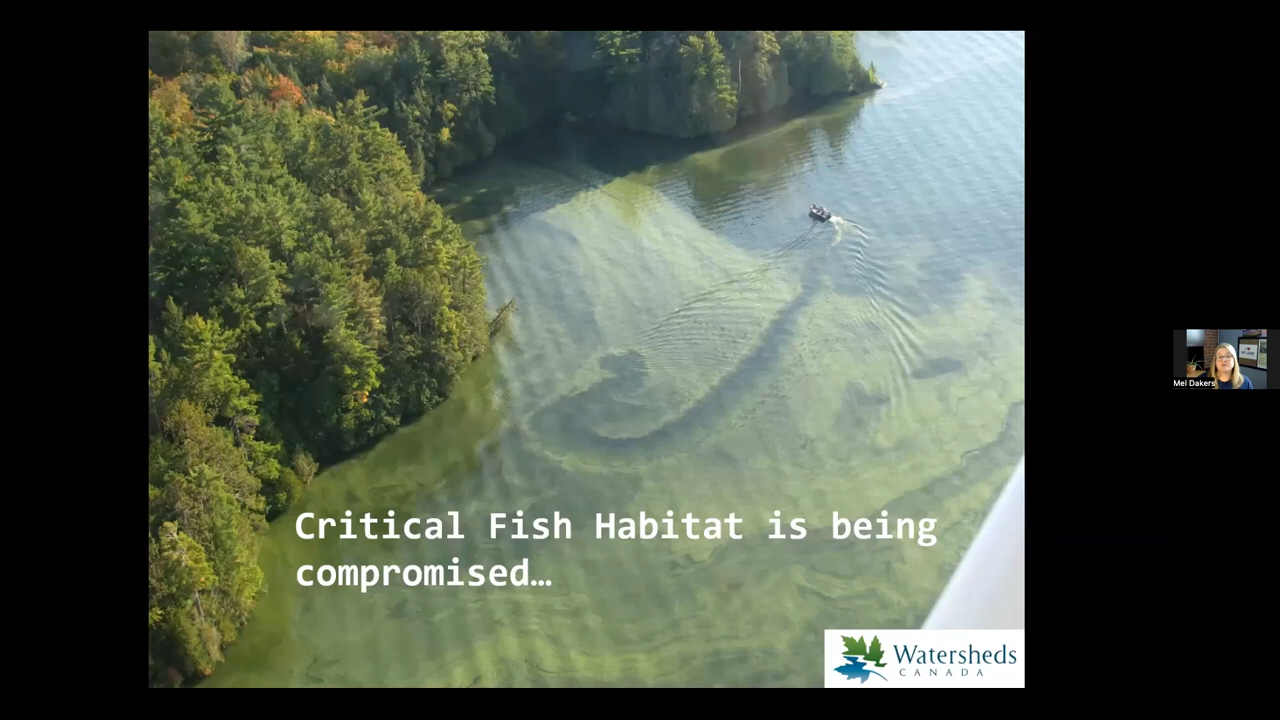 Critical Fish Habitat is being
compromised…
Watersheds
CANADA
Mel Dakers